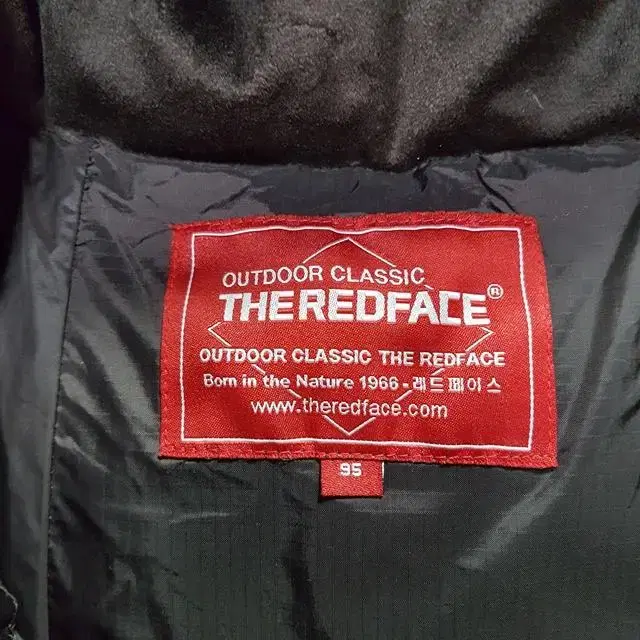 OUTDOOR CLASSIC
THEREDFACE®
OUTDOOR CLASSIC THE REDFACE
Born in the Nature 1966 - 레드페이스
www.theredface.com
95